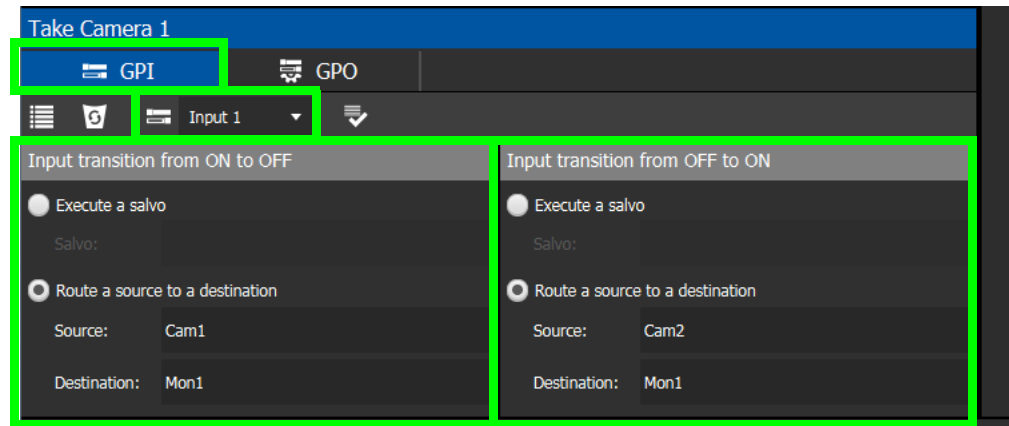 Take Camera 1
GPI GPO
Input 1
Input transition from ON to OFF
Execute a salvo
Salvo:
Route a source to a destination
Source: Cam1
Destination: Mon1
Input transition from OFF to ON
Execute a salvo
Salvo:
Route a source to a destination
Source: Cam2
Destination: Mon1